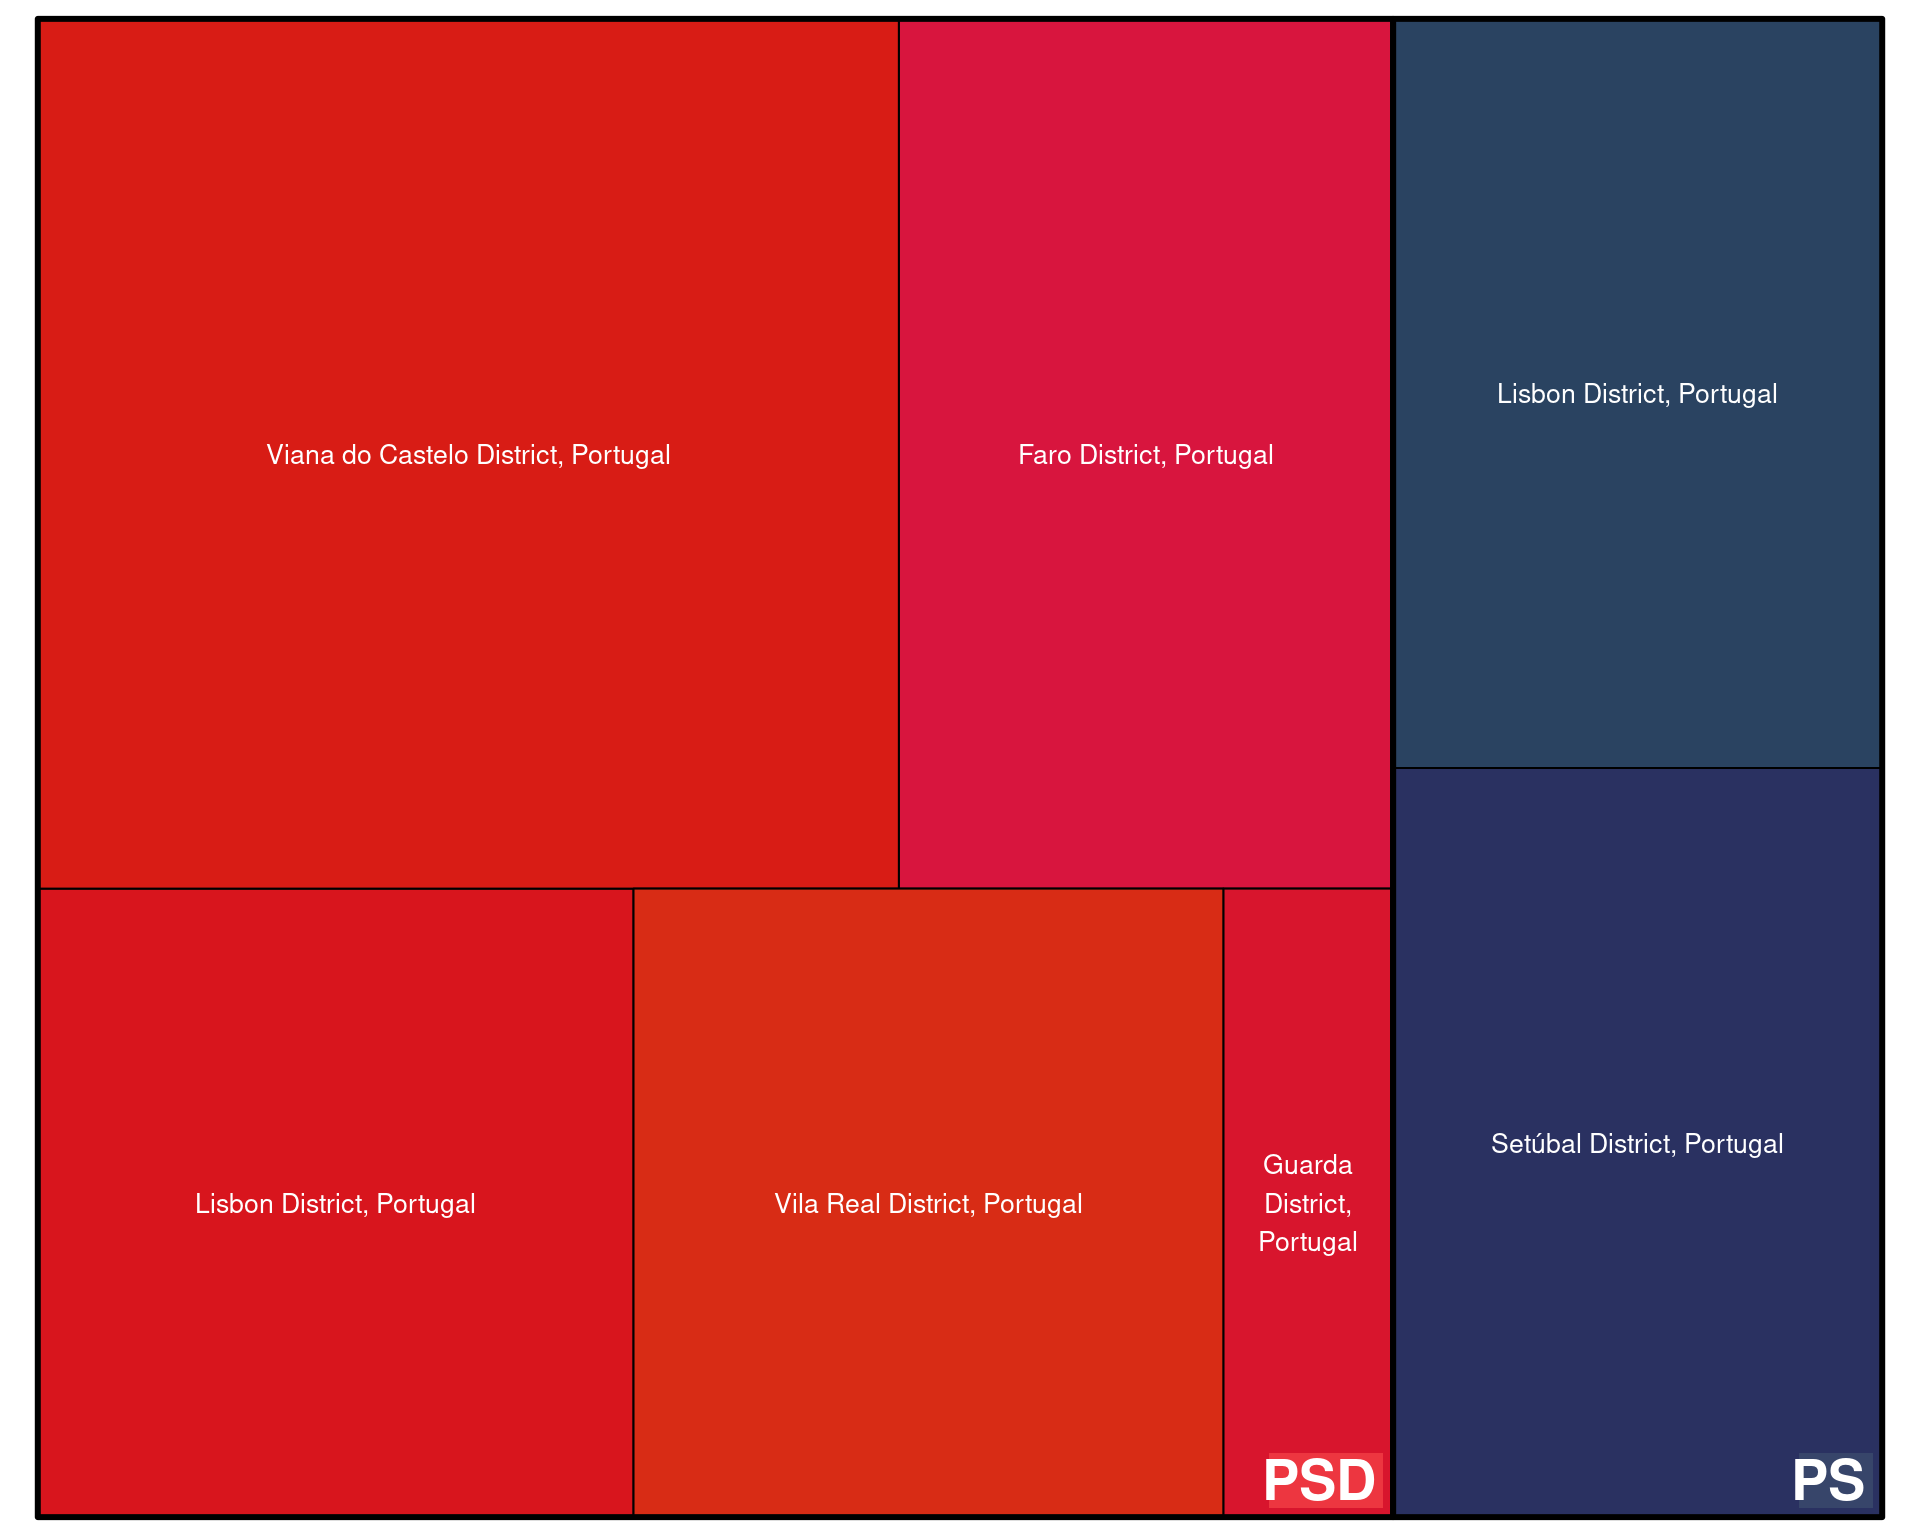 Viana do Castelo District, Portugal
Faro District, Portugal
Lisbon District, Portugal
Lisbon District, Portugal
Vila Real District, Portugal
Guarda
District,
Portugal
Setúbal District, Portugal
PSD
PS